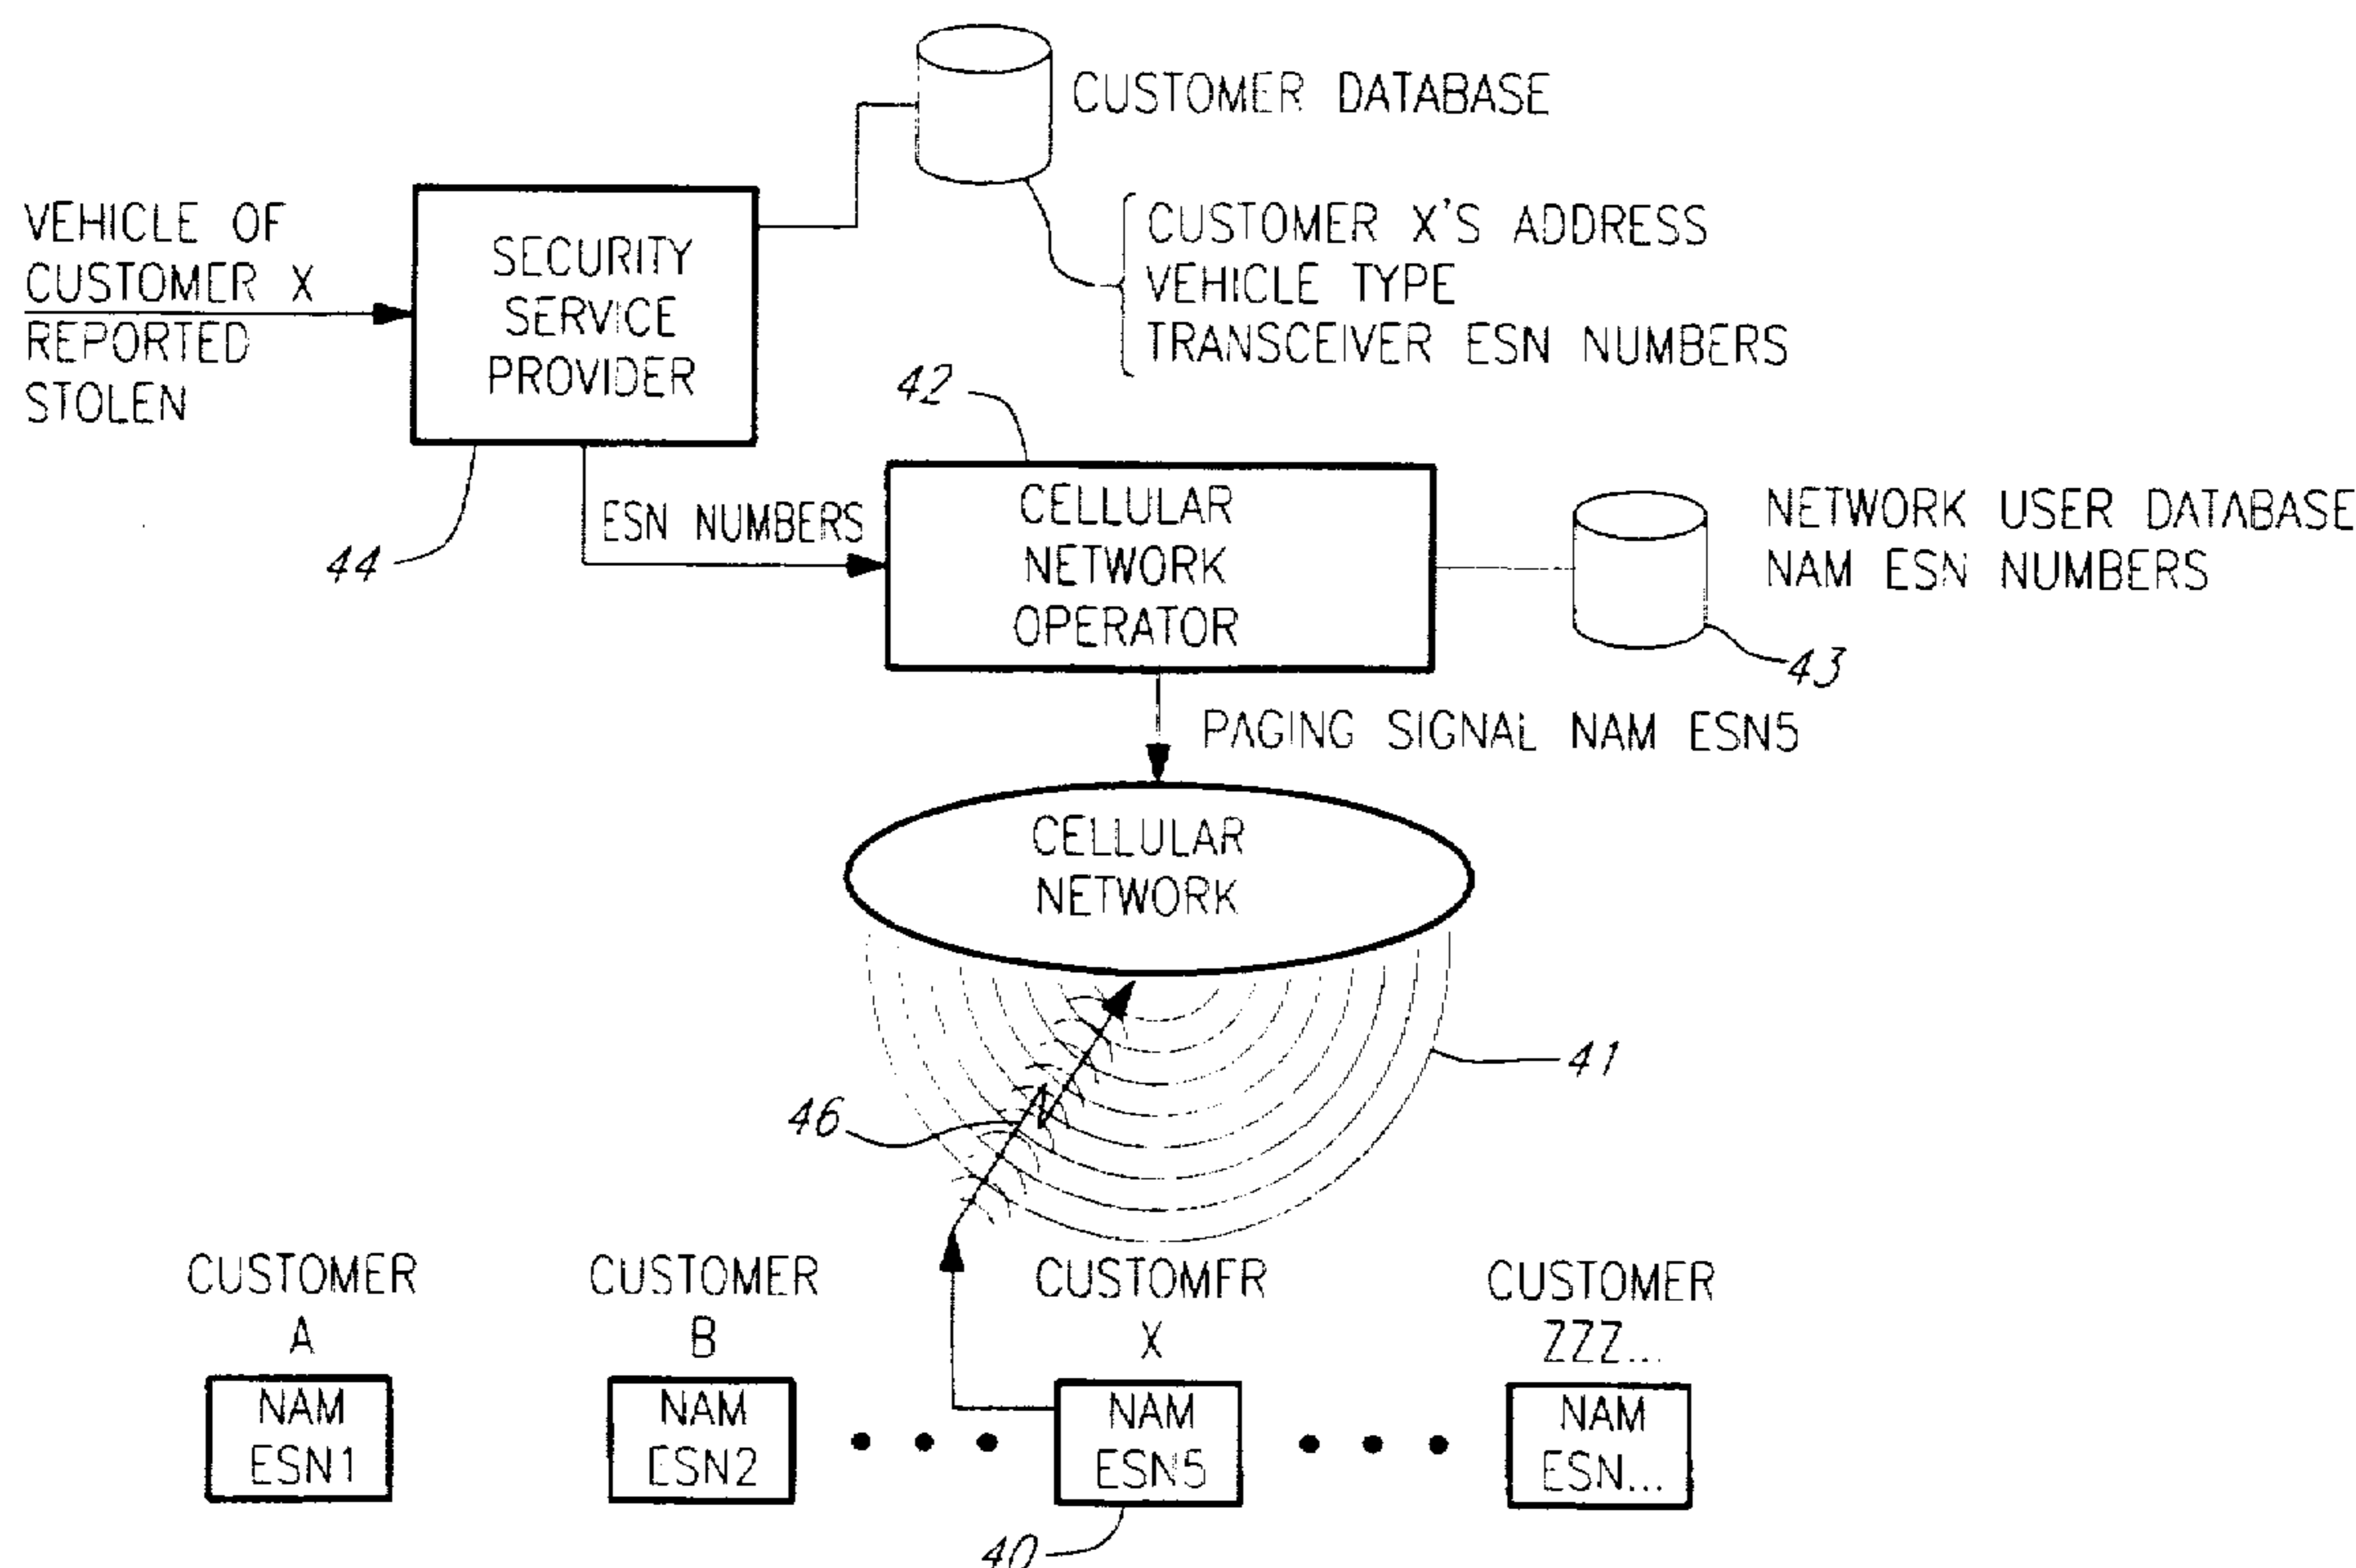 CUSTOMER DATABASE
VEHICLE OF
CUSTOMER X
REPORTED
STOLEN
SECURITY
SERVICE
PROVIDER
CUSTOMER X'S ADDRESS
VEHICLE TYPE
TRANSCEIVER ESN NUMBERS
42
44
ESN NUMBERS
CELLULAR
NETWORK
OPERATOR
NETWORK USER DATABASE
NAM ESN NUMBERS
43
PAGING SIGNAL NAM ESN5
CELLULAR
NETWORK
41
46
CUSTOMER
A
NAM
ESN1
CUSTOMER
B
NAM
ESN2
CUSTOMFR
X
NAM
ESN5
40
CUSTOMER
ZZZ...
NAM
ESN...